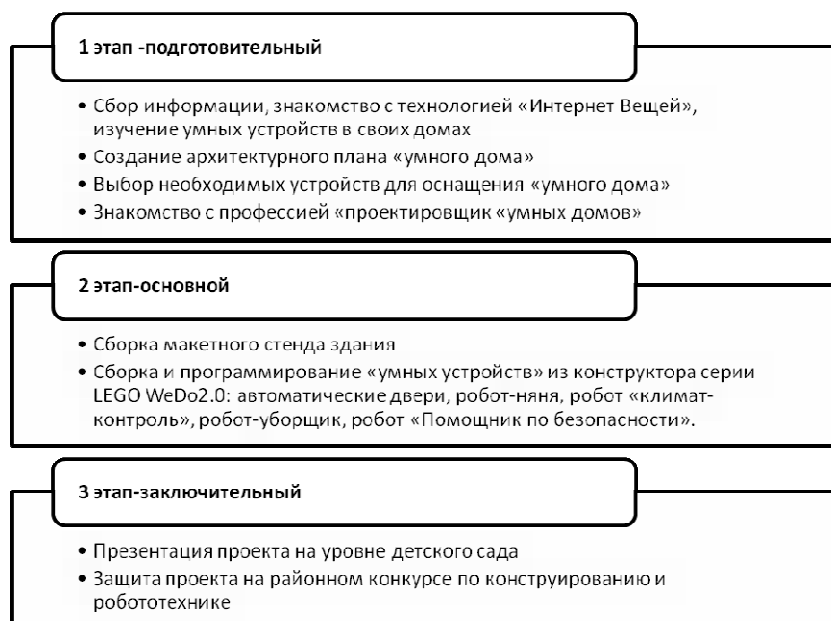 1 этап -подготовительный
• Сбор информации, знакомство с технологией «Интернет Вещей»,
изучение умных устройств в своих домах
• Создание архитектурного плана «умного дома»
• Выбор необходимых устройств для оснащения «умного дома»
• Знакомство с профессией «проектировщик «умных домов»
2 этап-основной
• Сборка макетного стенда здания
• Сборка и программирование «умных устройств» из конструктора серии
LEGO WeDo2.0: автоматические двери, робот-няня, робот «климат-
контроль», робот-уборщик, робот «Помощник по безопасности».
3 этап-заключительный
• Презентация проекта на уровне детского сада
• Защита проекта на районном конкурсе по конструированию и
робототехнике